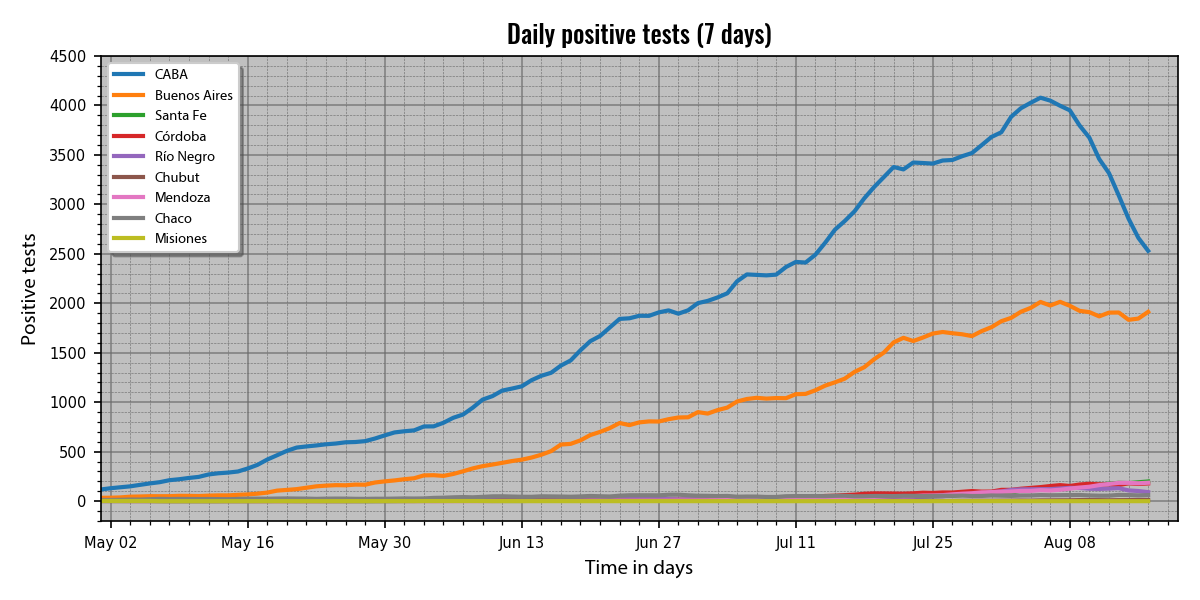 Daily positive tests (7 days)
4500
4000
3500
3000
2500
2000
1500
1000
500
0
Positive tests
CABA
Buenos Aires
Santa Fe
Córdoba
Río Negro
Chubut
Mendoza
Chaco
Misiones
May 02 May 16 May 30 Jun 13 Jun 27 Jul 11 Jul 25 Aug 08
Time in days